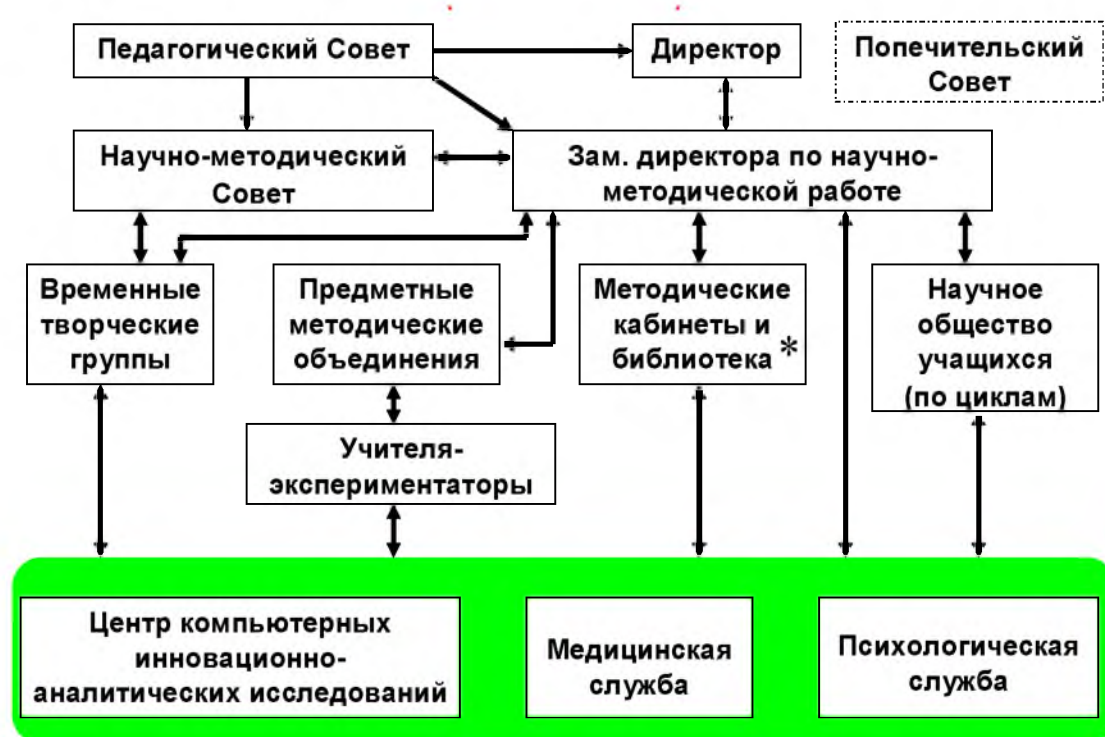 Педагогический Совет
Директор
Попечительский
Совет
Научно-методический
Совет
Зам. директора по научно-
методической работе
Временные
творческие
группы
Предметные
методические
объединения
Методические
кабинеты и
библиотека *
Научное
общество
учащихся
(по циклам)
Учителя-
экспериментаторы
Центр компьютерных
инновационно-
аналитических исследований
Медицинская
служба
Психологическая
служба